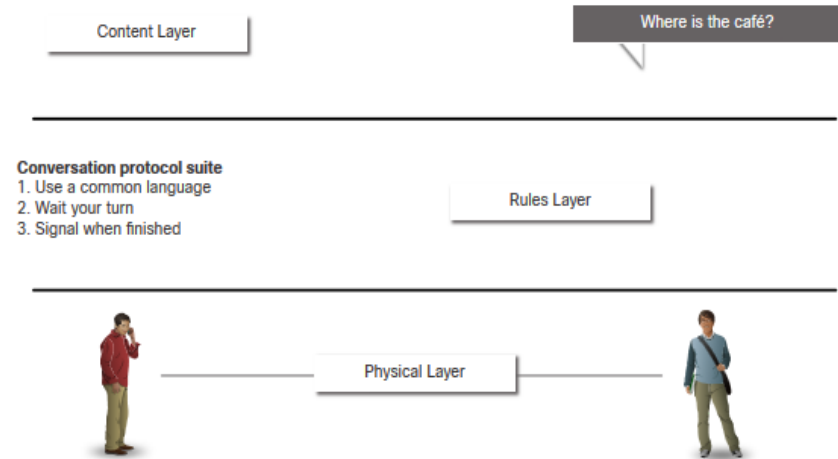 Content Layer
Where is the café?
Conversation protocol suite
1. Use a common language
2. Wait your turn
3. Signal when finished
Rules Layer
Physical Layer